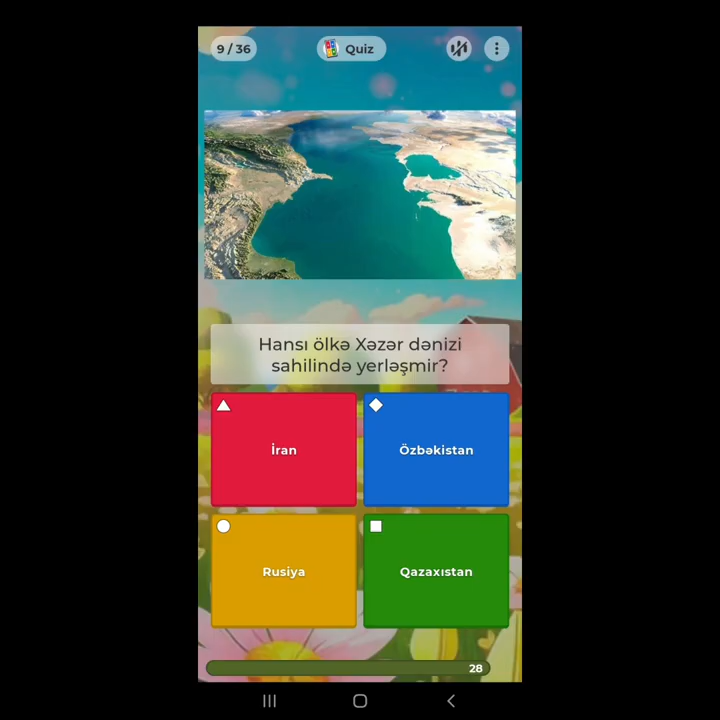 9 / 36
Quiz
Hansı ölkə Xəzər dənizi
sahilində yerləşmir?
İran
Özbəkistan
Rusiya
Qazaxıstan
28